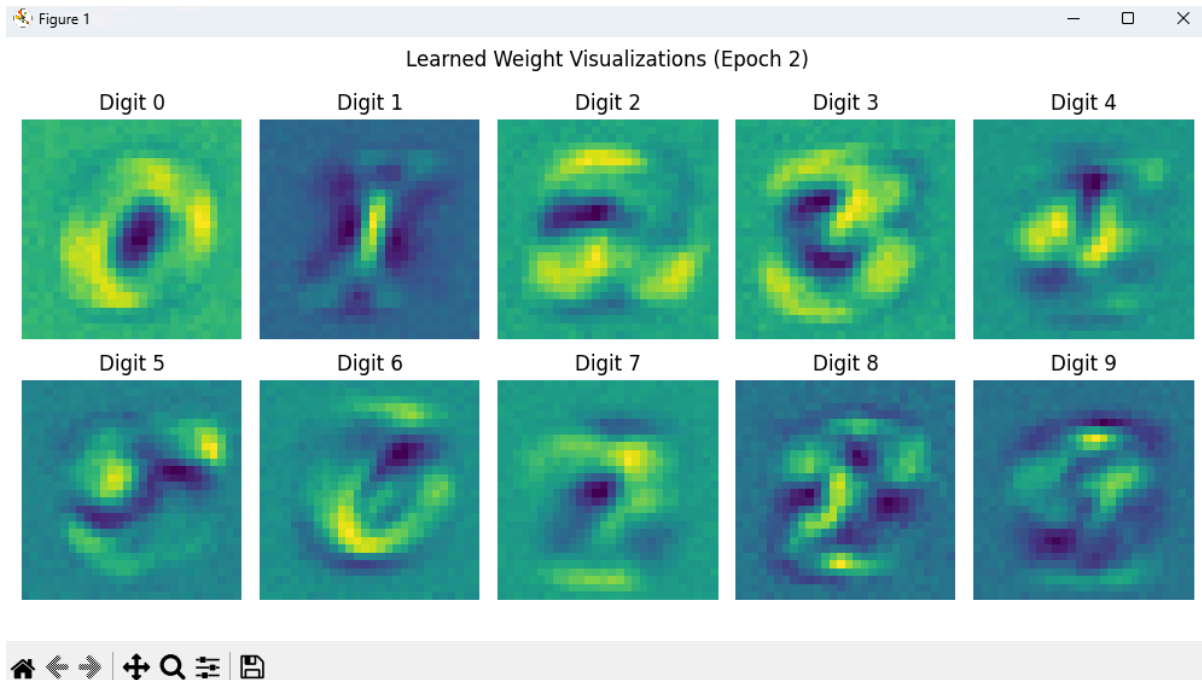 Figure 1
Learned Weight Visualizations (Epoch 2)
Digit 0
Digit 1
Digit 2
Digit 3
Digit 4
Digit 5
Digit 6
Digit 7
Digit 8
Digit 9